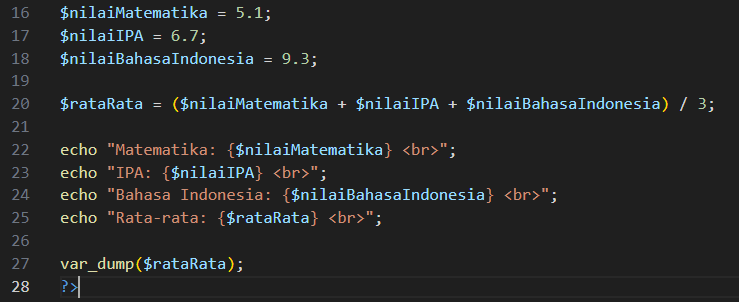 16 $nilaiMatematika = 5.1;
17 $nilaiIPA = 6.7;
18 $nilaiBahasaIndonesia = 9.3;
19
20 $rataRata = ($nilaiMatematika + $nilaiIPA + $nilaiBahasaIndonesia) / 3;
21
22 echo "Matematika: {$nilaiMatematika} <br>";
23 echo "IPA: {$nilaiIPA} <br>";
24 echo "Bahasa Indonesia: {$nilaiBahasaIndonesia} <br>";
25 echo "Rata-rata: {$rataRata} <br>";
26
27 var_dump($rataRata);
28 ?>